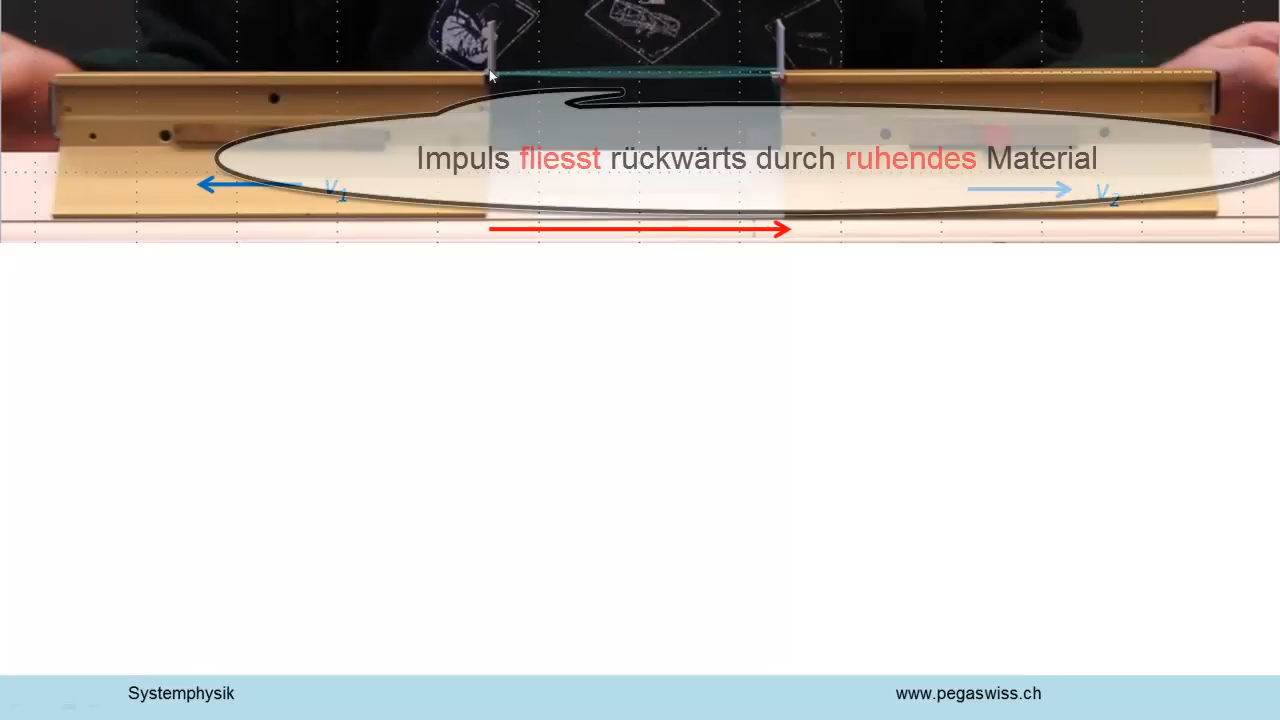 Impuls fliesst rückwärts durch ruhendes Material
v1
v2
Systemphysik
www.pegaswiss.ch